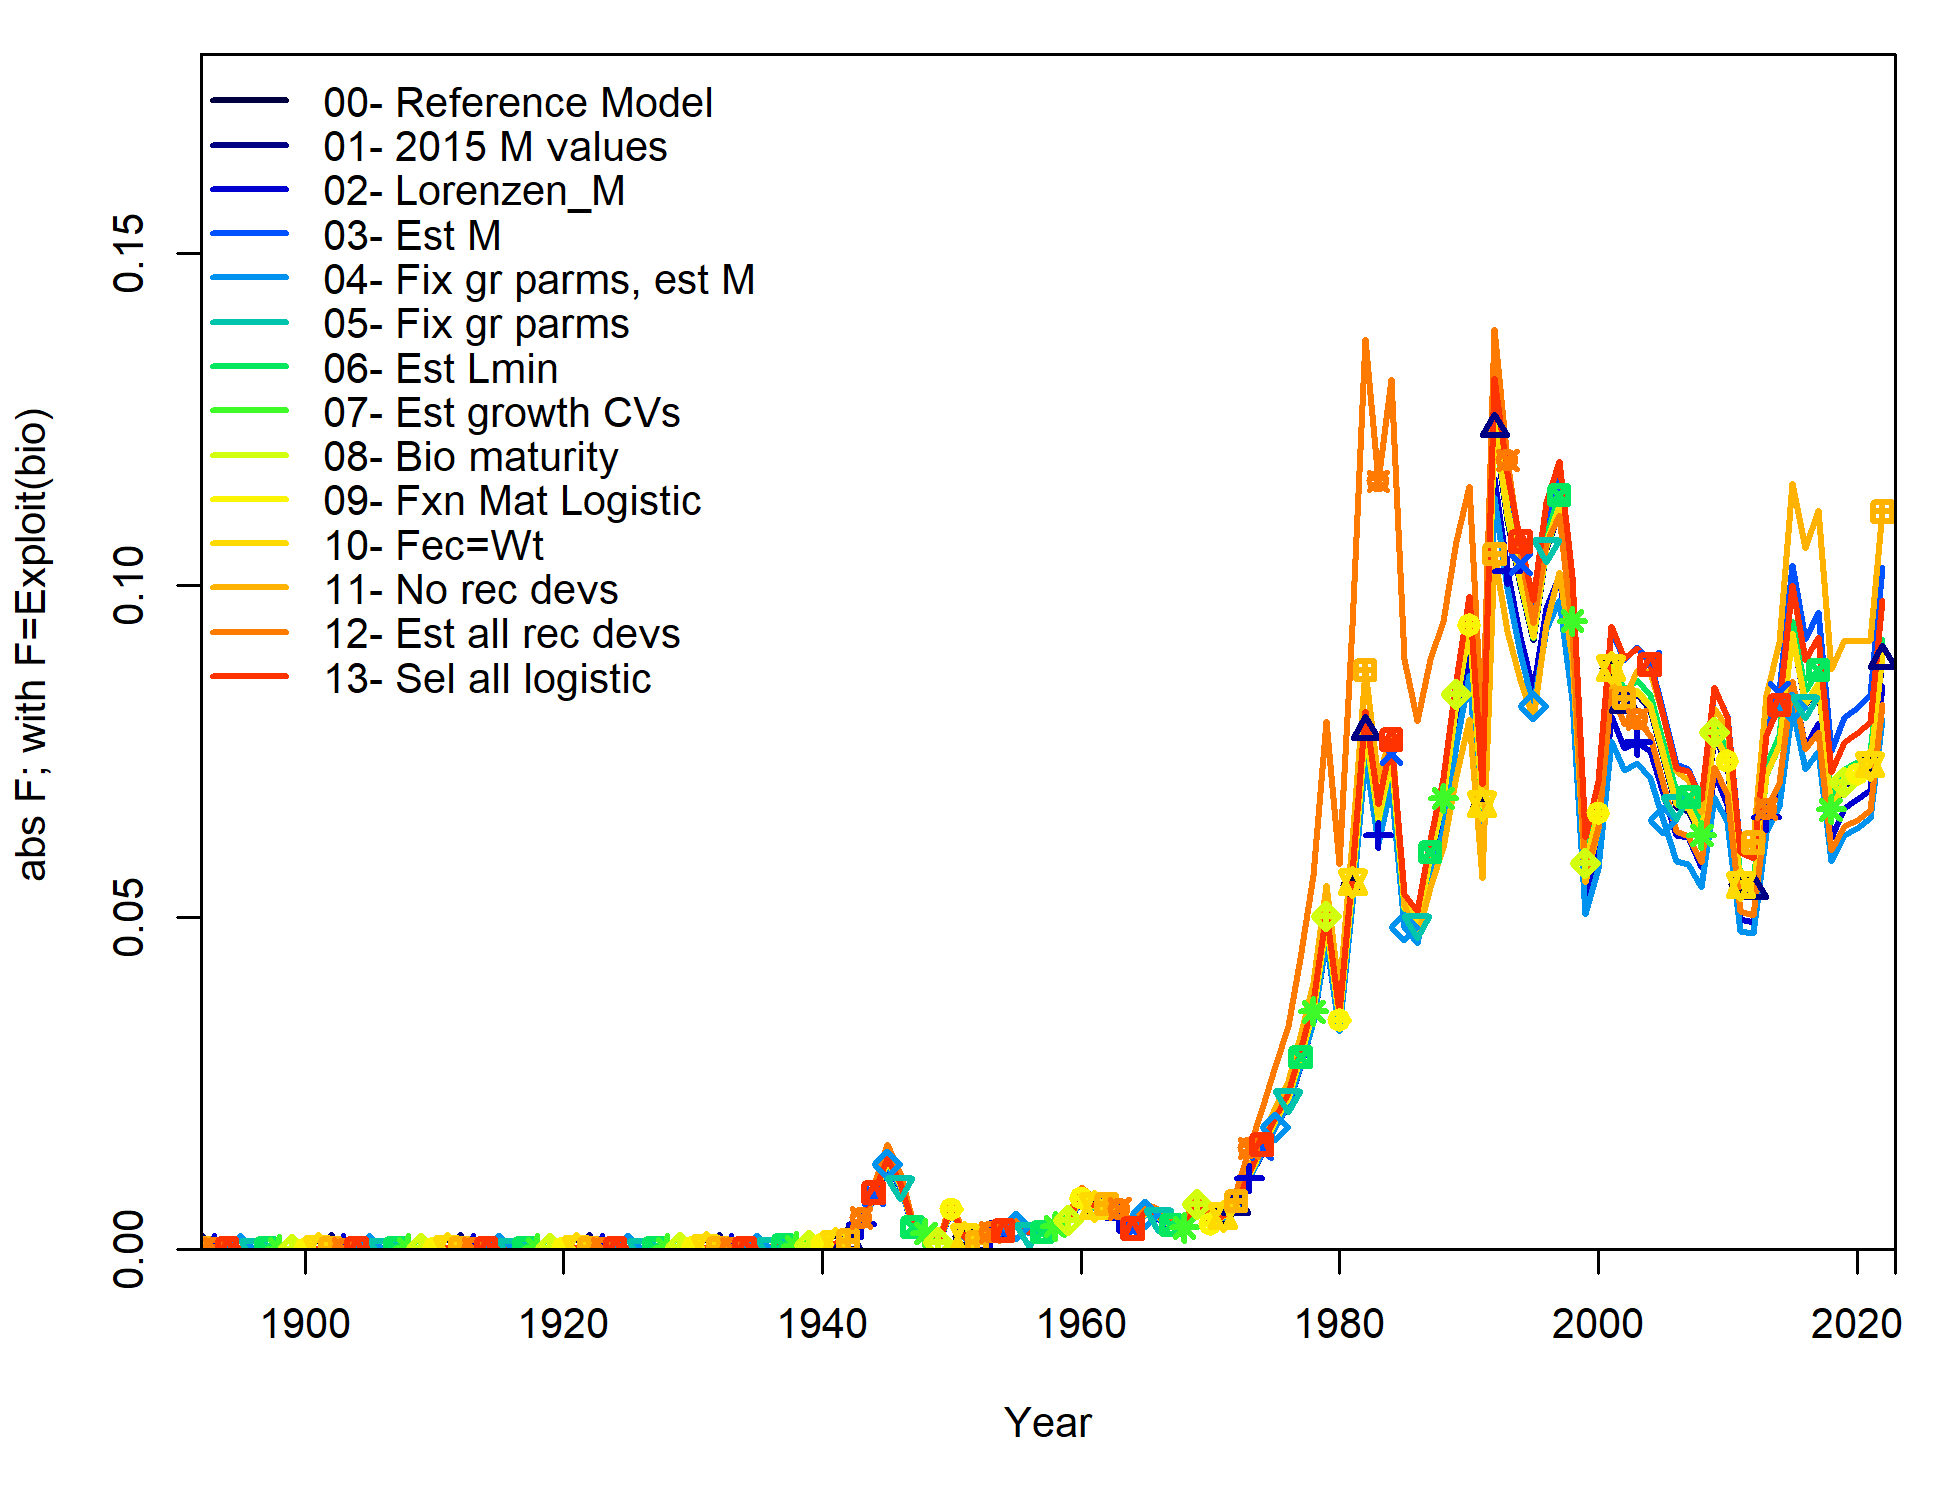 00- Reference Model
01- 2015 M values
02- Lorenzen_M
03- Est M
04- Fix gr parms, est M
05- Fix gr parms
06- Est Lmin
07- Est growth CVs
08- Bio maturity
09- Fxn Mat Logistic
10- Fec=Wt
11- No rec devs
12- Est all rec devs
13- Sel all logistic
abs F; with F=Exploit(bio)
0.15
0.10
0.05
0.00
1900 1920 1940 1960 1980 2000 2020
Year